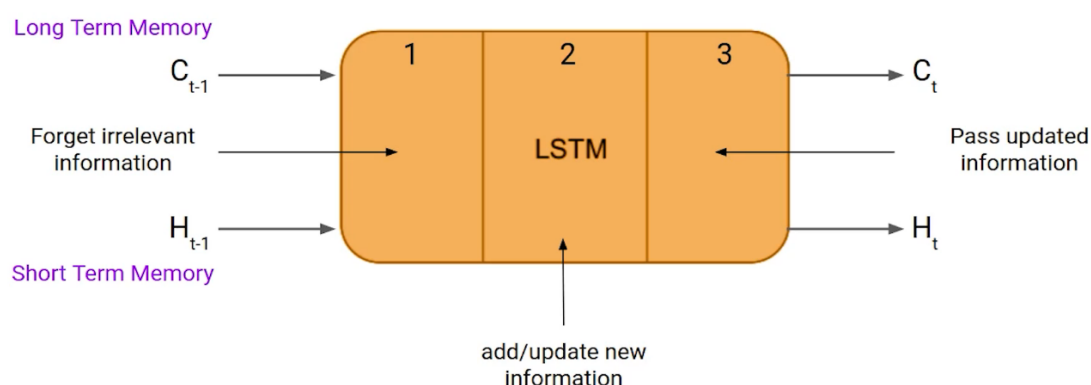 Long Term Memory
1 2 3
C t-1
C t
Forget irrelevant
information
LSTM
Pass updated
information
H t-1
H t
Short Term Memory
add/update new
information